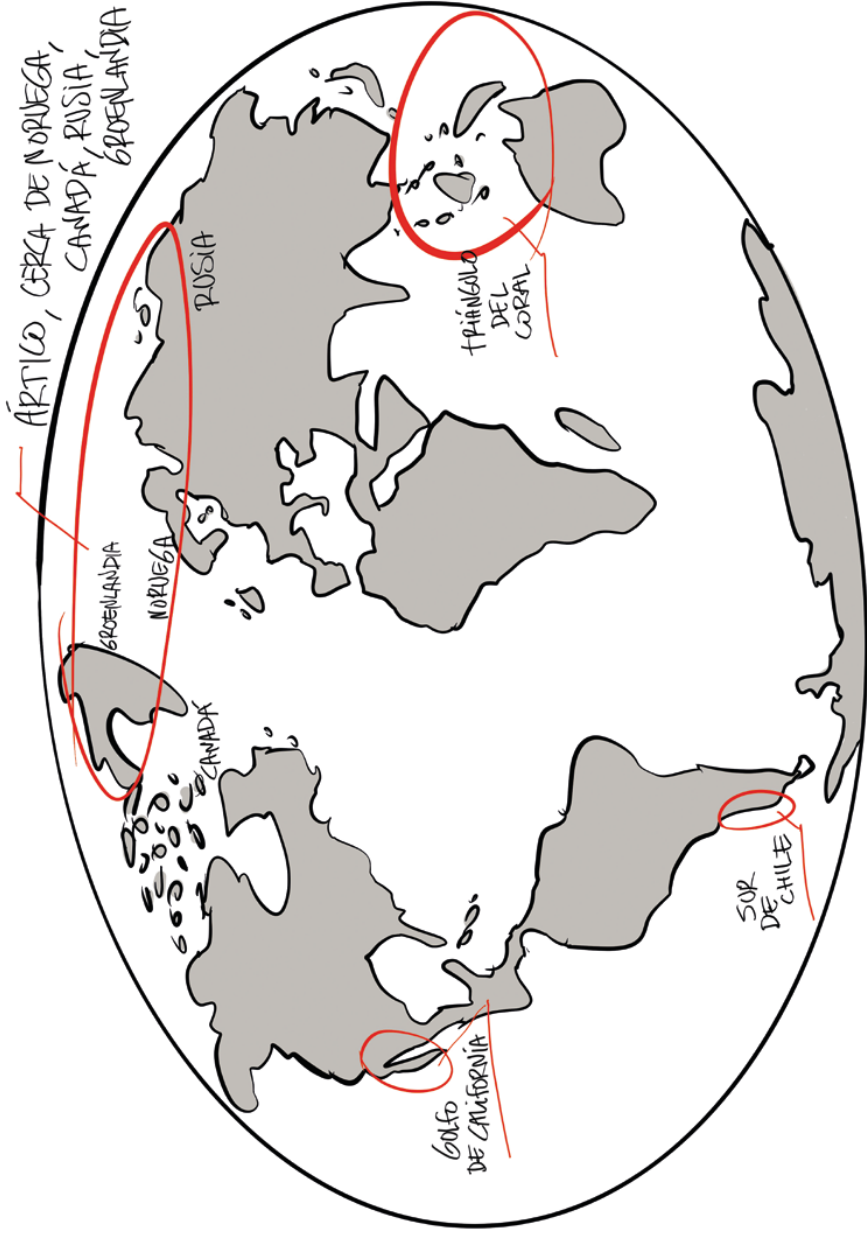 ÁRTICO, CERCA DE NORUEGA,
CANADÁ, RUSIA,
GROENLANDIA
GROENLANDIA
NORUEGA
RUSIA
CANADÁ
TRIÁNGULO
DEL
CORAL
GOLFO
DE CALIFORNIA
SUR
DE
CHILE